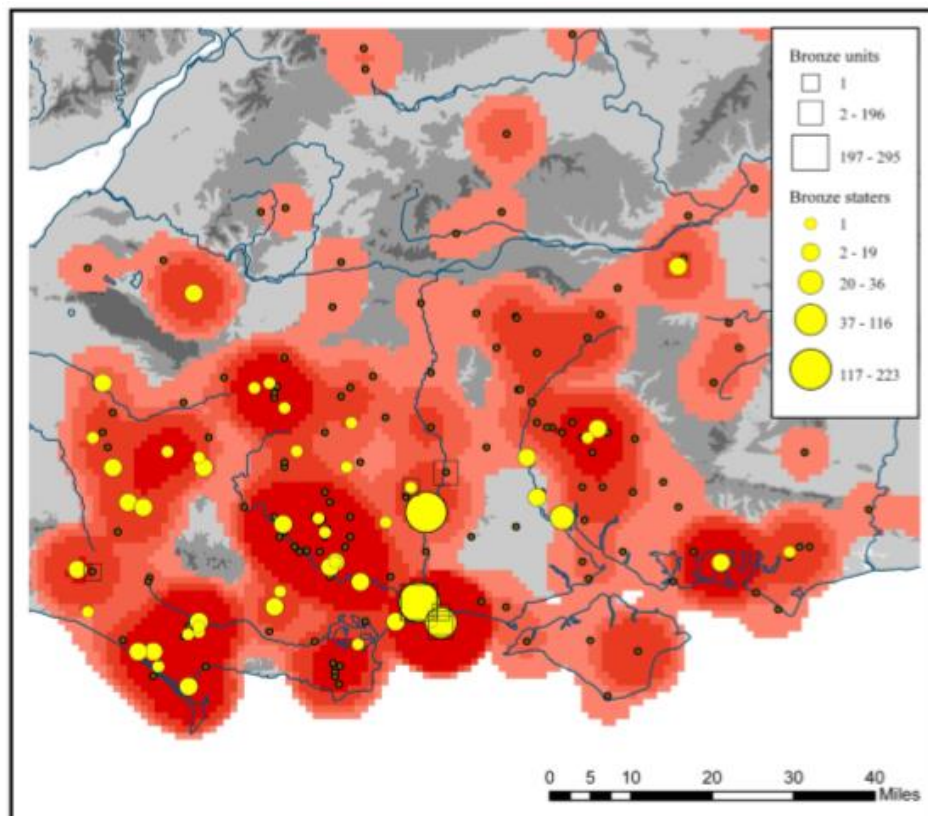 Bronze units
1
2 - 196
197 - 295
Bronze staters
1
2 - 19
20 - 36
37 - 116
117 - 223
0 5 10 20 30 40
Miles